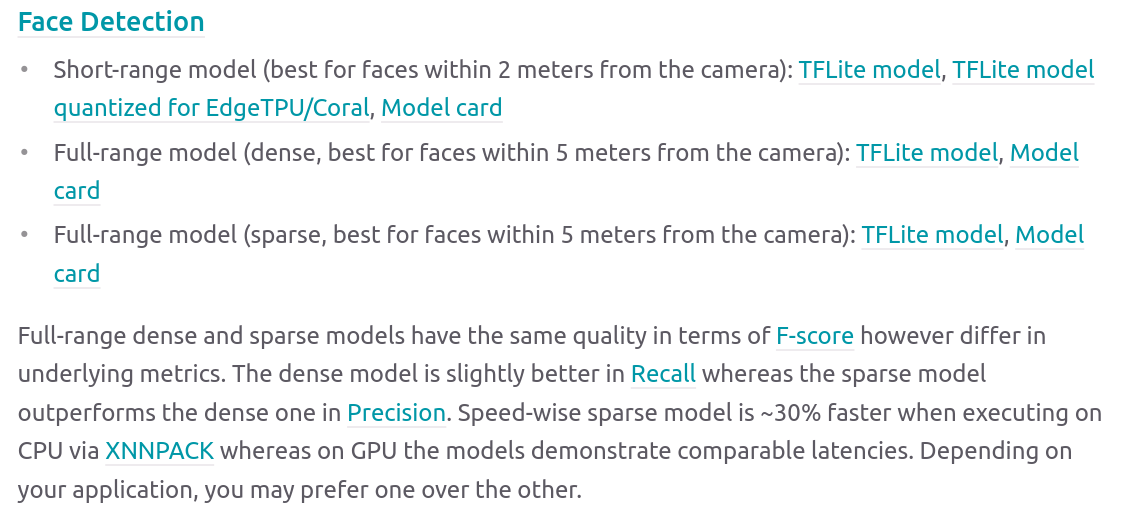 Face Detection
• Short-range model (best for faces within 2 meters from the camera): TFLite model, TFLite model
quantized for EdgeTPU/Coral, Model card
• Full-range model (dense, best for faces within 5 meters from the camera): TFLite model, Model
card
• Full-range model (sparse, best for faces within 5 meters from the camera): TFLite model, Model
card
Full-range dense and sparse models have the same quality in terms of F-score however differ in
underlying metrics. The dense model is slightly better in Recall whereas the sparse model
outperforms the dense one in Precision. Speed-wise sparse model is ~30% faster when executing on
CPU via XNNPACK whereas on GPU the models demonstrate comparable latencies. Depending on
your application, you may prefer one over the other.